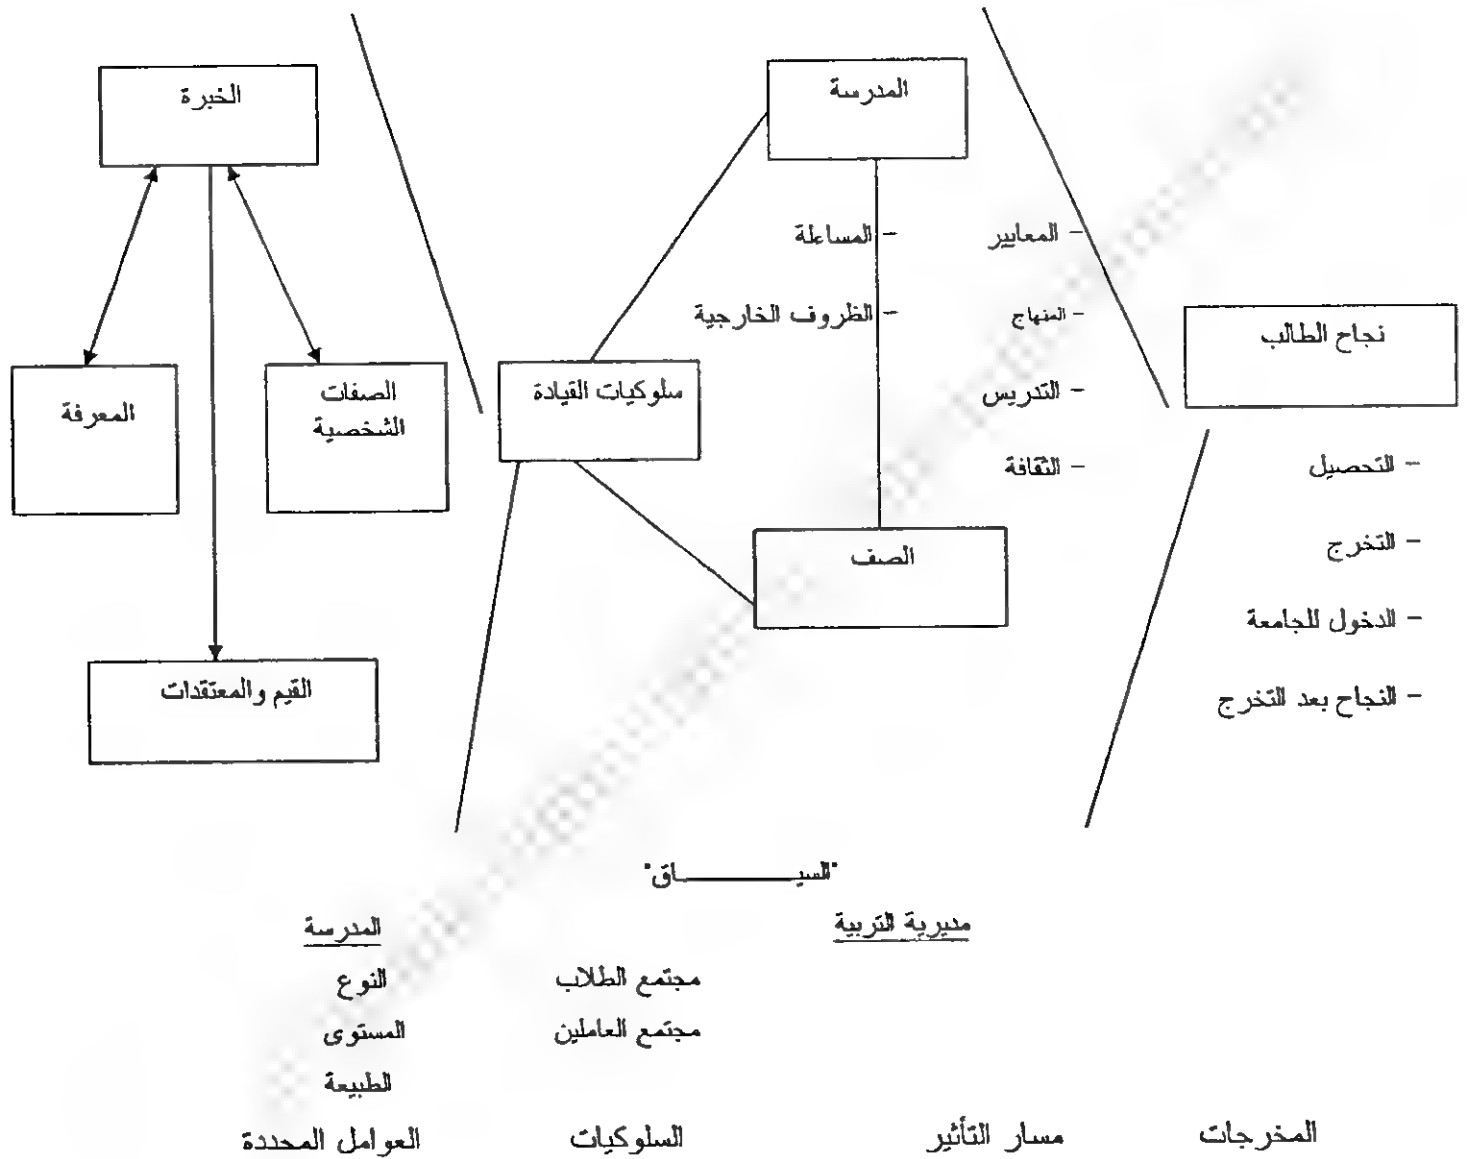 الخبرة
المعرفة
الصفات
الشخصية
القيم والمعتقدات
سلوكيات القيادة
المدرسة
- المساءلة
- الظروف الخارجية
- المعايير
- المنهاج
- التدريس
- الثقافة
الصف
نجاح الطالب
- التحصيل
- التخرج
- الدخول للجامعة
- النجاح بعد التخرج
"السيـــــــــاق"
مديرية التربية
المدرسة
مجتمع الطلاب
النوع
مجتمع العاملين
المستوى
الطبيعة
المخرجات
مسار التأثير
السلوكيات
العوامل المحددة